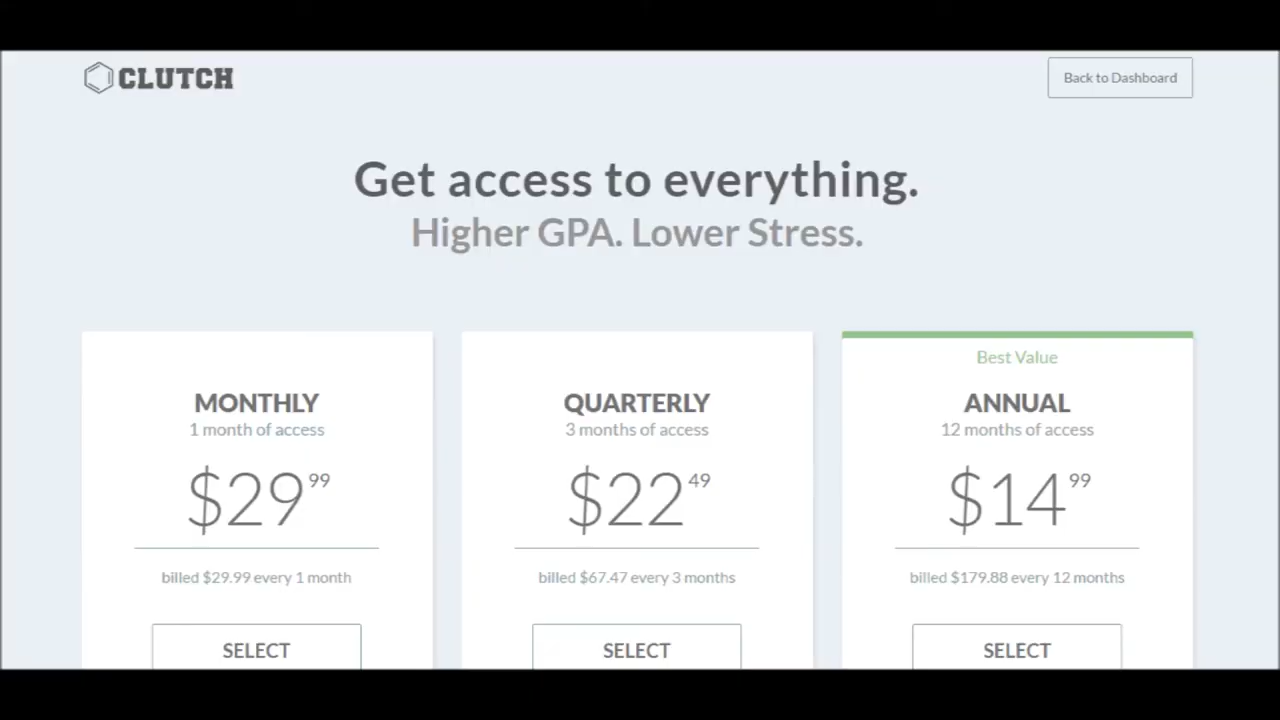 CLUTCH
Back to Dashboard
Get access to everything.
Higher GPA. Lower Stress.
MONTHLY
1 month of access
$29 99
billed $29.99 every 1 month
SELECT
QUARTERLY
3 months of access
$22 49
billed $67.47 every 3 months
SELECT
Best Value
ANNUAL
12 months of access
$14 99
billed $179.88 every 12 months
SELECT